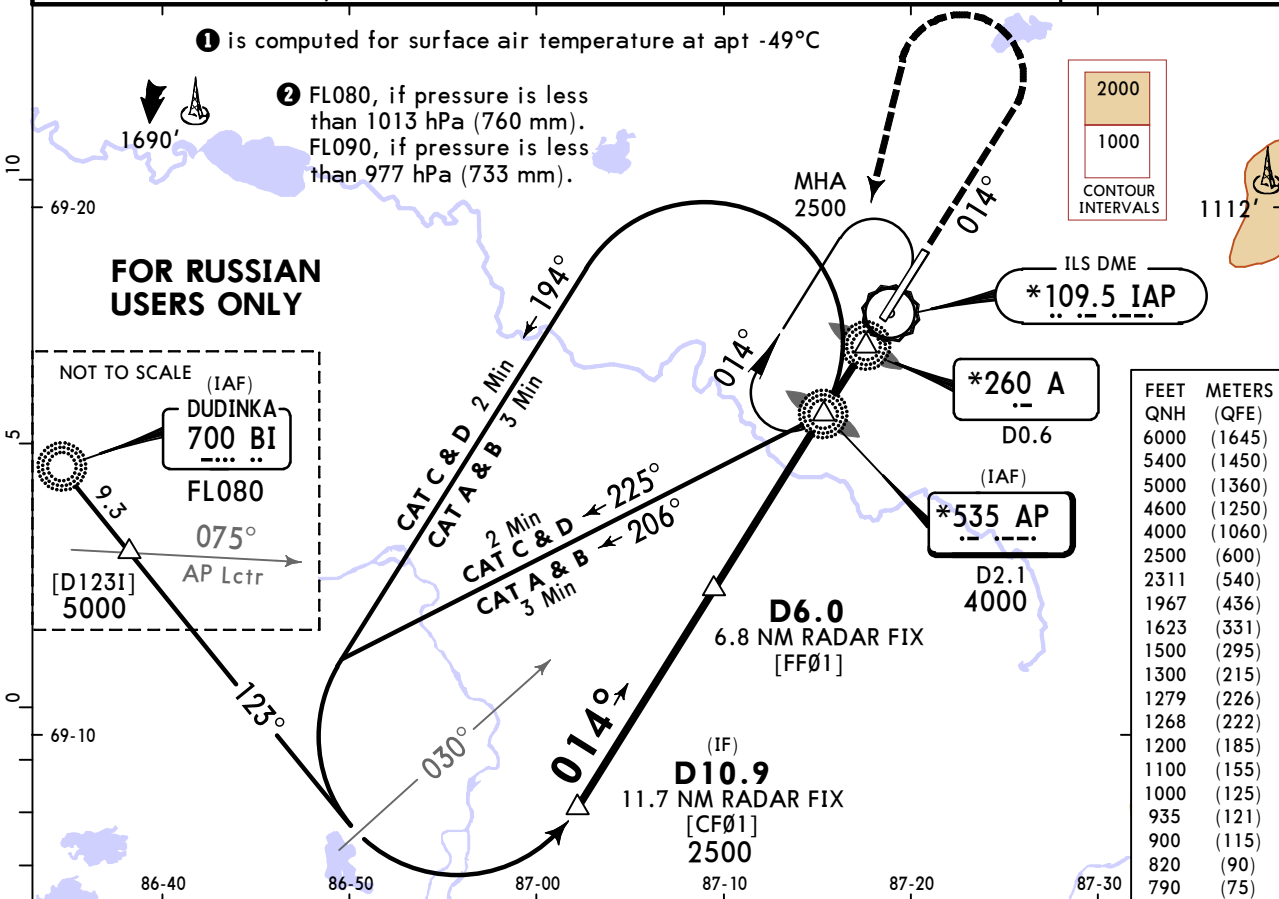 ❶ is computed for surface air temperature at apt -49°C
❷ FL080, if pressure is less
than 1013 hPa (760 mm).
FL090, if pressure is less
than 977 hPa (733 mm).
1690'
2000
1000
CONTOUR
INTERVALS
1112'
10
69-20
MHA
2500
014°
FOR RUSSIAN
USERS ONLY
194°
ILS DME
*109.5 IAP
014°
*260 A
D0.6
NOT TO SCALE
(IAF)
DUDINKA
700 BI
FL080
9.3
075°
AP Lctr
[D123I]
5000
5
CAT C & D 2 Min
CAT A & B 3 Min
225°
2 Min
CAT C & D
206°
CAT A & B
3 Min
(IAF)
*535 AP
D2.1
4000
D6.0
6.8 NM RADAR FIX
[FFØ1]
0
69-10
123°
030°
014°
(IF)
D10.9
11.7 NM RADAR FIX
[CFØ1]
2500
FEET METERS
QNH (QFE)
6000 (1645)
5400 (1450)
5000 (1360)
4600 (1250)
4000 (1060)
2500 (600)
2311 (540)
1967 (436)
1623 (331)
1500 (295)
1300 (215)
1279 (226)
1268 (222)
1200 (185)
1100 (155)
1000 (125)
935 (121)
900 (115)
820 (90)
790 (75)
86-40
86-50
87-00
87-10
87-20
87-30